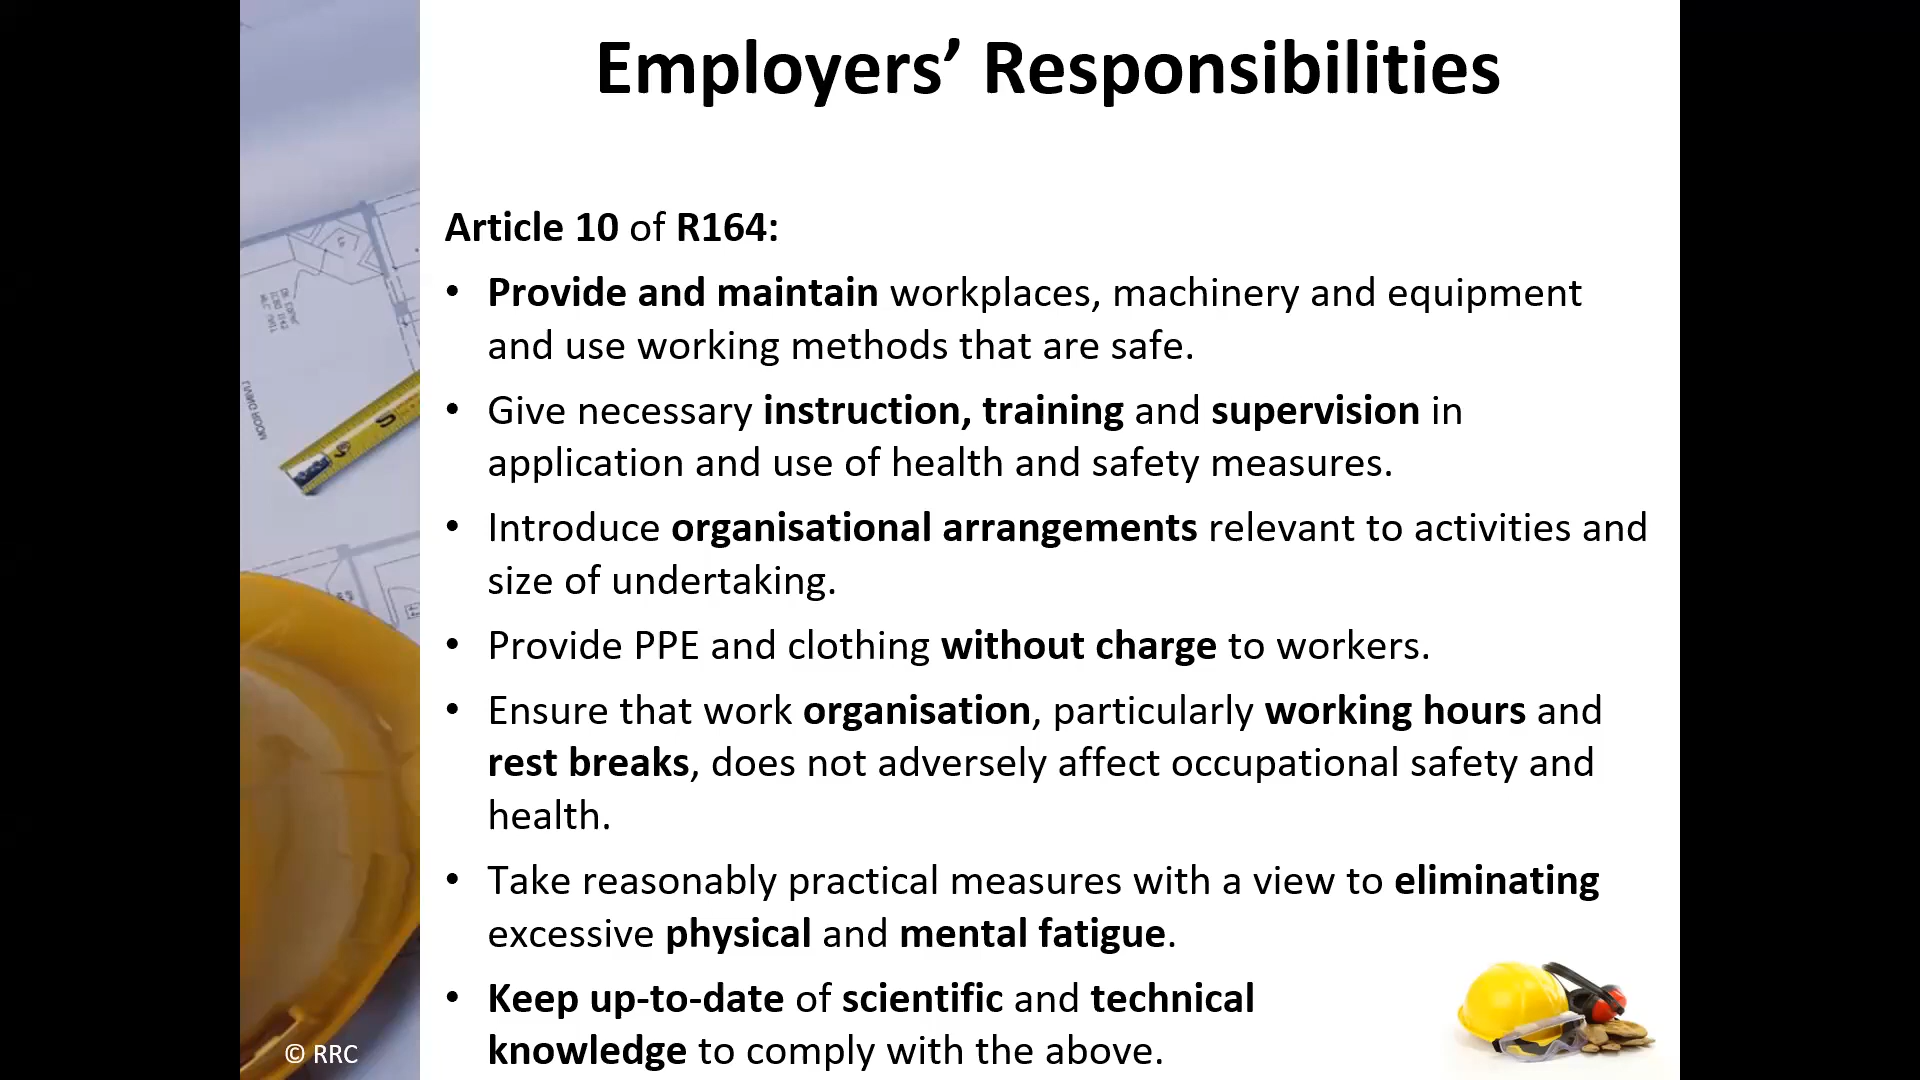 Employers’ Responsibilities
Article 10 of R164:
• Provide and maintain workplaces, machinery and equipment
and use working methods that are safe.
• Give necessary instruction, training and supervision in
application and use of health and safety measures.
• Introduce organisational arrangements relevant to activities and
size of undertaking.
• Provide PPE and clothing without charge to workers.
• Ensure that work organisation, particularly working hours and
rest breaks, does not adversely affect occupational safety and
health.
• Take reasonably practical measures with a view to eliminating
excessive physical and mental fatigue.
• Keep up-to-date of scientific and technical
knowledge to comply with the above.
© RRC